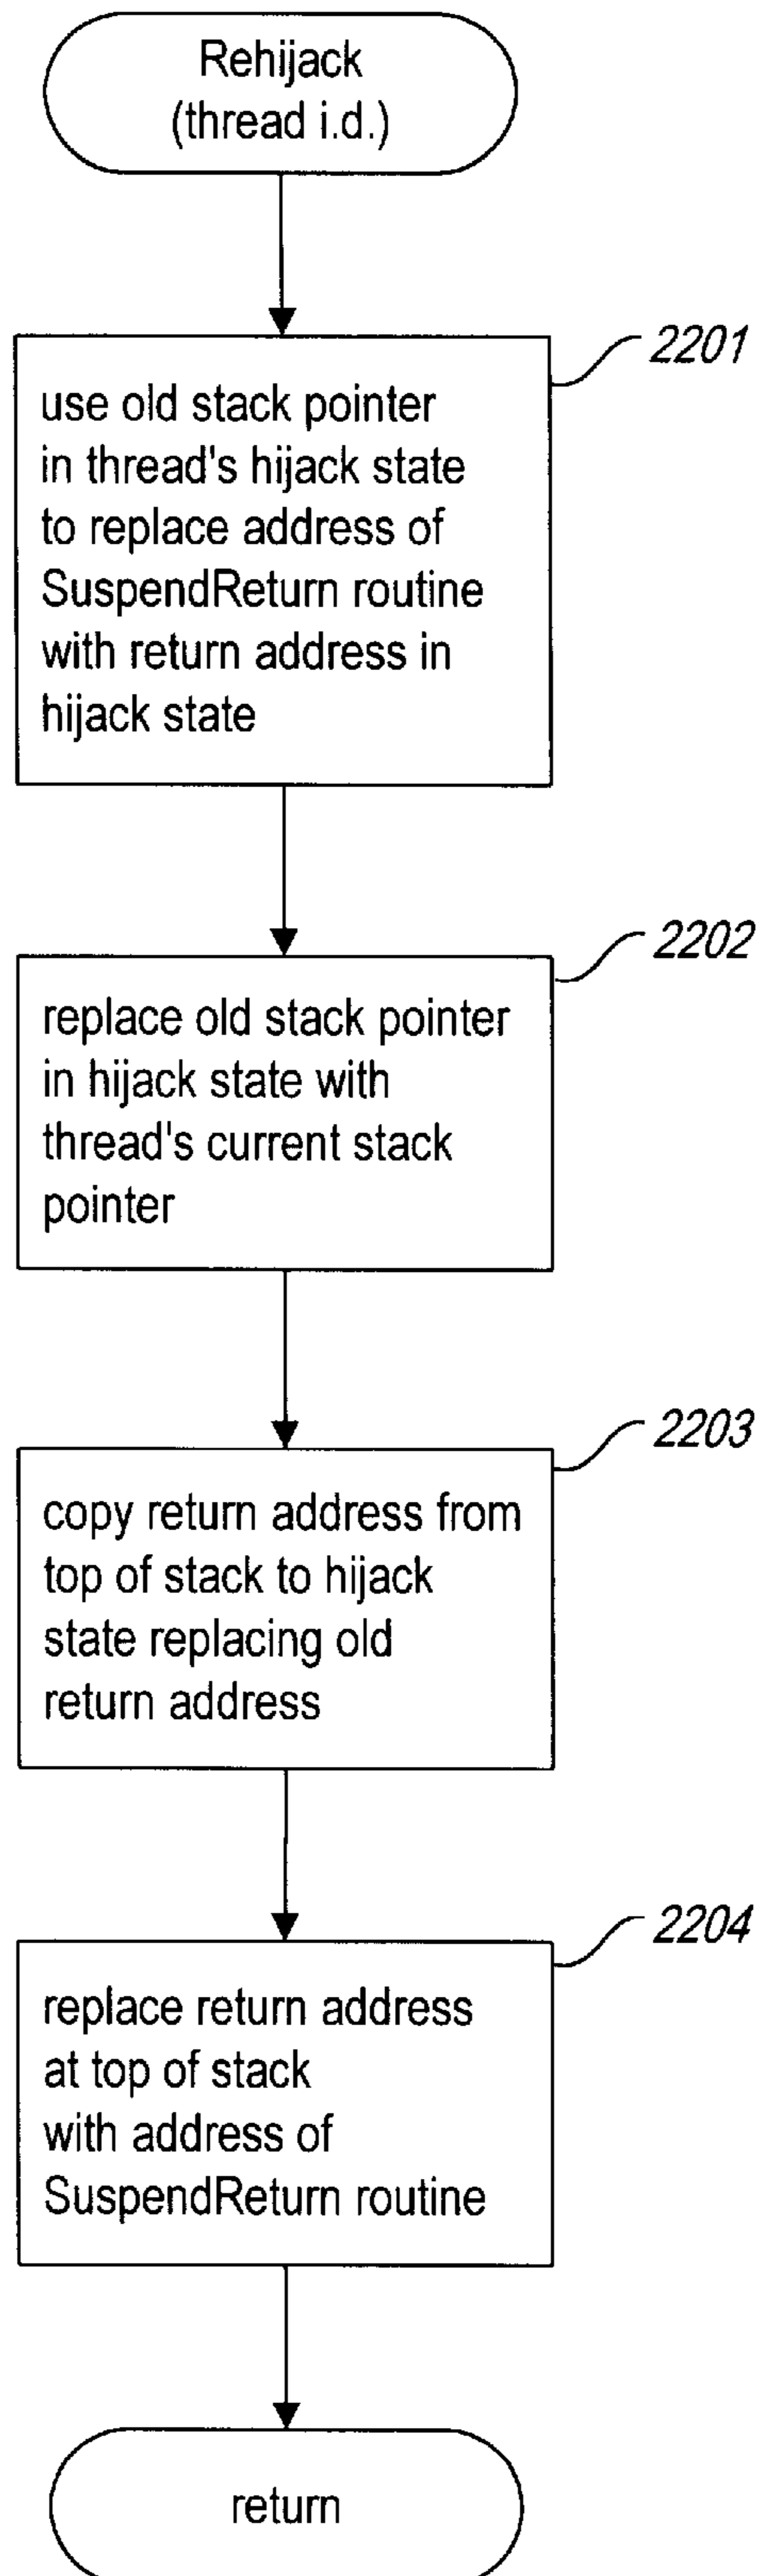 Rehijack
(thread i.d.)
2201
use old stack pointer
in thread's hijack state
to replace address of
SuspendReturn routine
with return address in
hijack state
2202
replace old stack pointer
in hijack state with
thread's current stack
pointer
2203
copy return address from
top of stack to hijack
state replacing old
return address
2204
replace return address
at top of stack
with address of
SuspendReturn routine
return